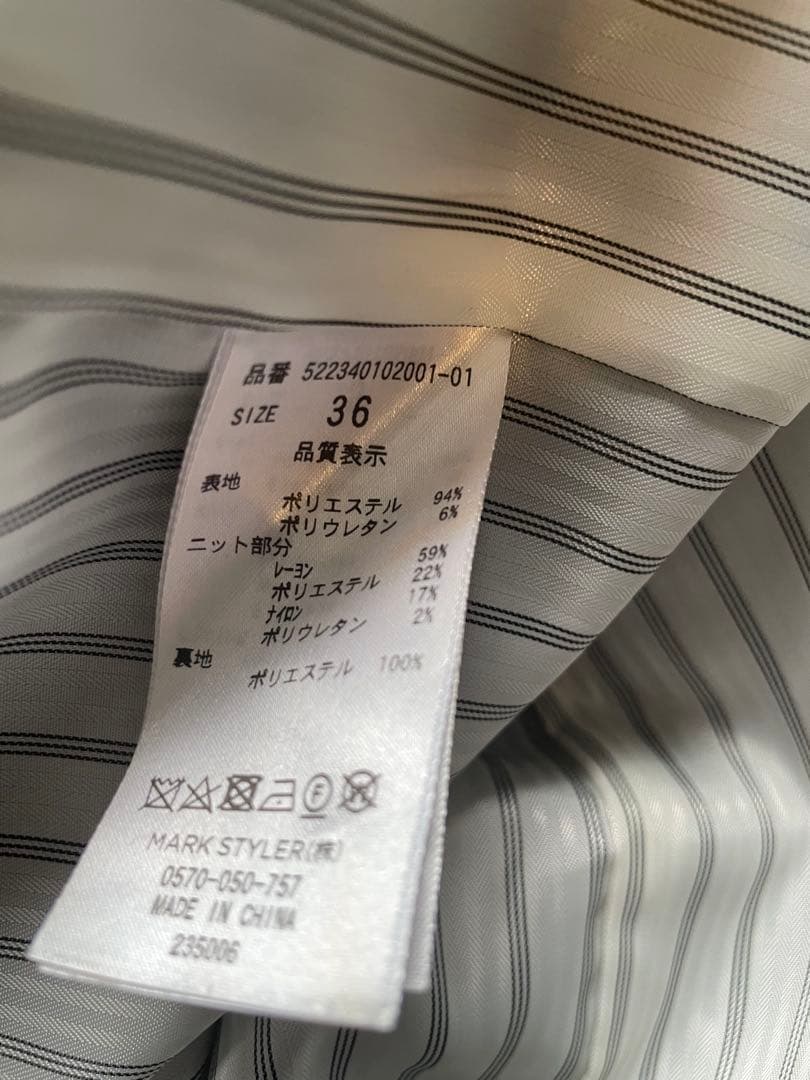 品番 522340102001-01
SIZE 36
品質表示
表地
ポリエステル 94%
ポリウレタン 6%
ニット部分
レーヨン 59%
ポリエステル 22%
ナイロン 17%
ポリウレタン 2%
裏地
ポリエステル 100%
F
MARK STYLER(株)
0570-050-757
MADE IN CHINA
235006